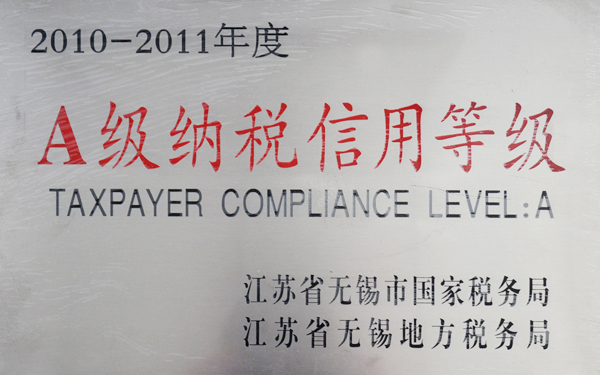 2010-2011年度
A级纳税信用等级
TAXPAYER COMPLIANCE LEVEL:A
江苏省无锡市国家税务局
江苏省无锡地方税务局